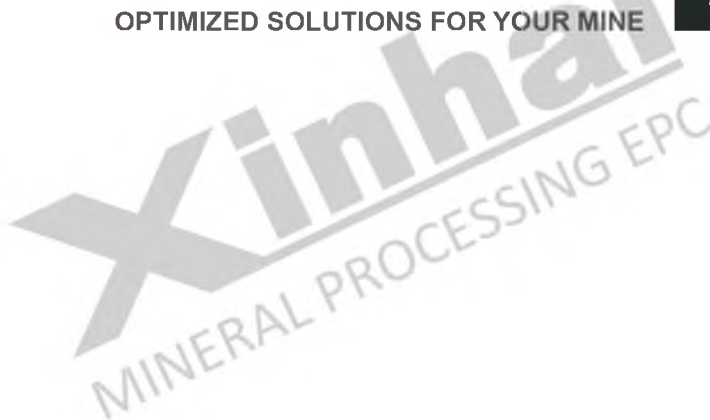 OPTIMIZED SOLUTIONS FOR YOUR MINE
Xinhai
MINERAL PROCESSING EPC